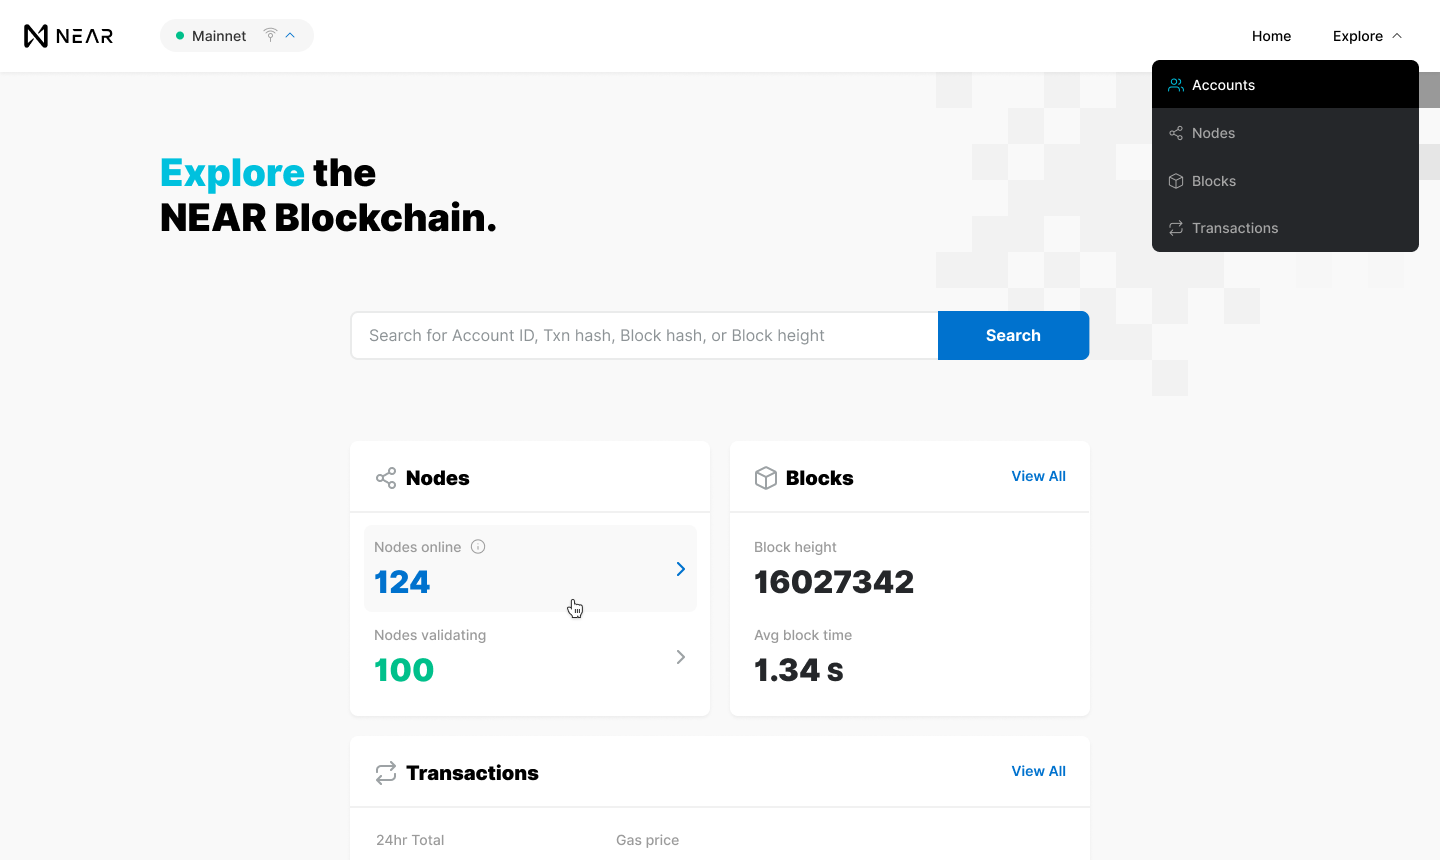 NEAR
Mainnet
Home
Explore
Accounts
Nodes
Blocks
Transactions
Explore the
NEAR Blockchain.
Search for Account ID, Txn hash, Block hash, or Block height
Search
Nodes
Nodes online
124
Nodes validating
100
Blocks
View All
Block height
16027342
Avg block time
1.34 s
Transactions
View All
24hr Total
Gas price